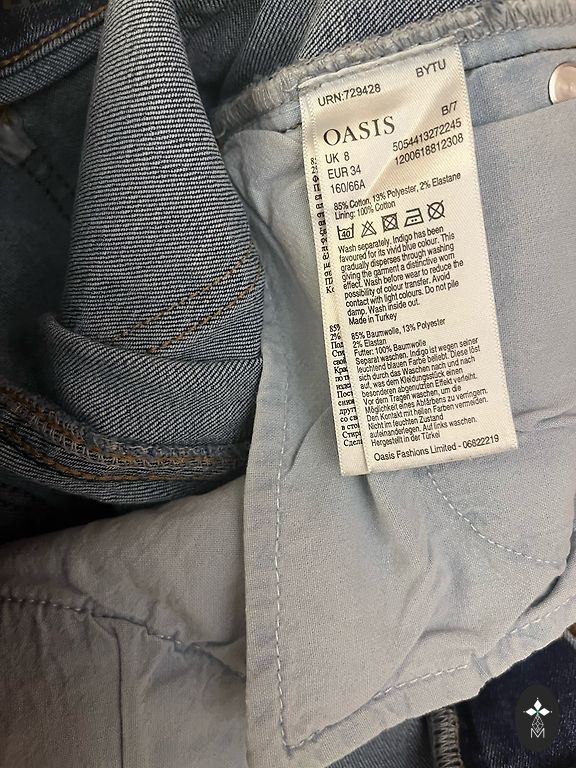 URN:729428
BYTU
OASIS
B/7
UK 8
5054413272245
EUR 34
1200618812308
160/66A
85% Cotton, 13% Polyester, 2% Elastane
Lining: 100% Cotton
40
Wash separately. Indigo has been
favoured for its vivid blue colour. This
gradually disperses through washing
giving the garment a distinctive worn
effect. Wash before wear to reduce the
possibility of colour transfer. Avoid
contact with light colours. Do not pile
damp. Wash inside out.
Made in Turkey
85% Baumwolle, 13% Polyester
2% Elastan
Futter: 100% Baumwolle
Separat waschen. Indigo ist wegen seiner
leuchtend blauen Farbe beliebt. Diese löst
sich durch das Waschen nach und nach
auf, was dem Kleidungsstück einen
besonderen abgenutzten Effekt verleiht.
Vor dem Tragen waschen, um die
Möglichkeit eines Abfärbens zu verringern.
Den Kontakt mit hellen Farben vermeiden.
Nicht im feuchten Zustand
aufeinanderlegen. Auf links waschen.
Hergestellt in der Türkei
Oasis Fashions Limited - 06822219